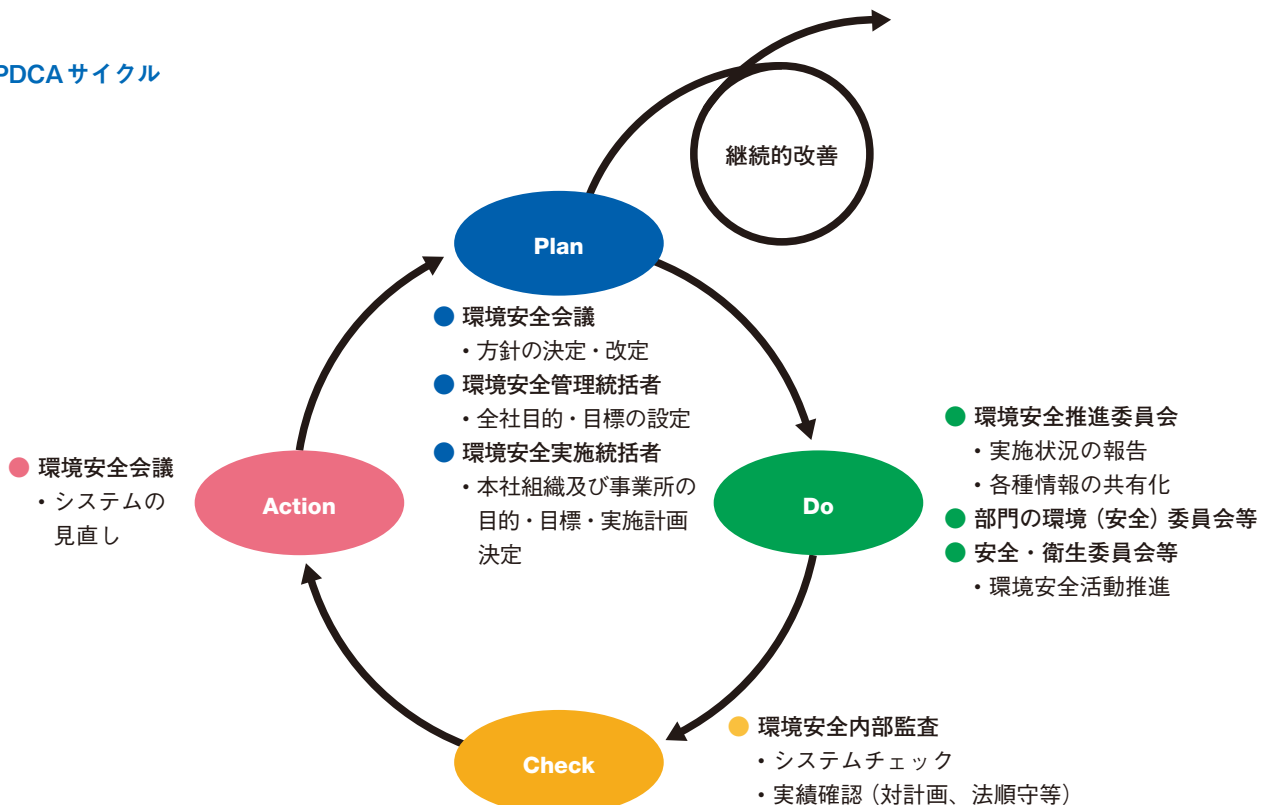 PDCAサイクル
継続的改善
Plan
● 環境安全会議
・方針の決定・改定
● 環境安全管理統括者
・全社目的・目標の設定
● 環境安全実施統括者
・本社組織及び事業所の
目的・目標・実施計画
決定
Do
● 環境安全推進委員会
・実施状況の報告
・各種情報の共有化
● 部門の環境（安全）委員会等
● 安全・衛生委員会等
・環境安全活動推進
Check
● 環境安全内部監査
・システムチェック
・実績確認（対計画、法順守等）
Action
● 環境安全会議
・システムの
見直し